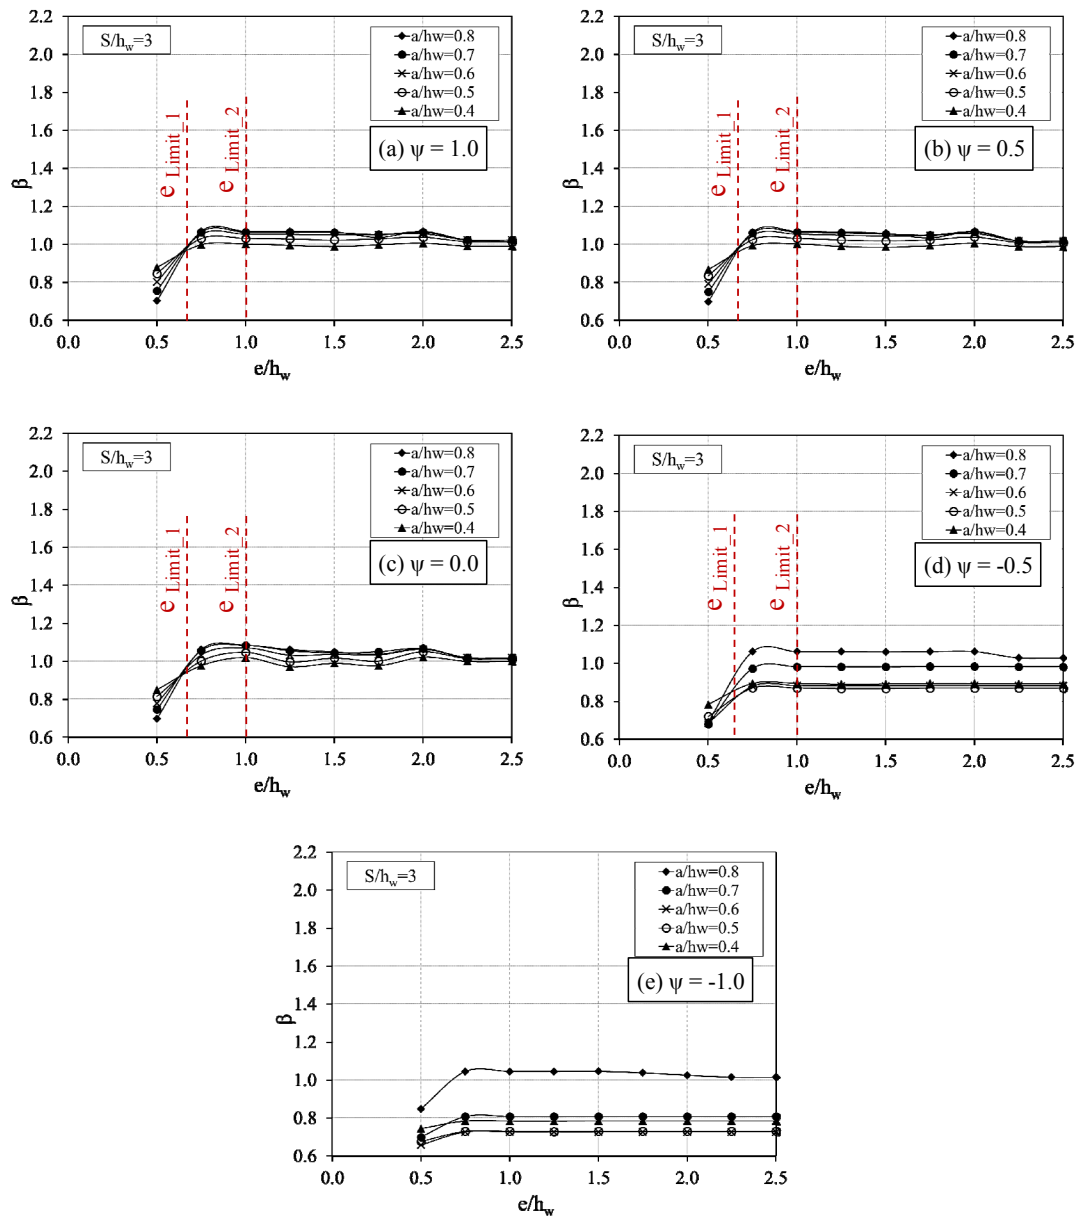 2.2
2.0
1.8
1.6
1.4
1.2
1.0
0.8
0.6
β
S/hw=3
a/hw=0.8
a/hw=0.7
a/hw=0.6
a/hw=0.5
a/hw=0.4
(a) ψ = 1.0
e Limit_1
e Limit_2
0.0 0.5 1.0 1.5 2.0 2.5
e/hw
2.2
2.0
1.8
1.6
1.4
1.2
1.0
0.8
0.6
β
S/hw=3
a/hw=0.8
a/hw=0.7
a/hw=0.6
a/hw=0.5
a/hw=0.4
(b) ψ = 0.5
e Limit_1
e Limit_2
0.0 0.5 1.0 1.5 2.0 2.5
e/hw
2.2
2.0
1.8
1.6
1.4
1.2
1.0
0.8
0.6
β
S/hw=3
a/hw=0.8
a/hw=0.7
a/hw=0.6
a/hw=0.5
a/hw=0.4
(c) ψ = 0.0
e Limit_1
e Limit_2
0.0 0.5 1.0 1.5 2.0 2.5
e/hw
2.2
2.0
1.8
1.6
1.4
1.2
1.0
0.8
0.6
β
S/hw=3
a/hw=0.8
a/hw=0.7
a/hw=0.6
a/hw=0.5
a/hw=0.4
(d) ψ = -0.5
e Limit_1
e Limit_2
0.0 0.5 1.0 1.5 2.0 2.5
e/hw
2.2
2.0
1.8
1.6
1.4
1.2
1.0
0.8
0.6
β
S/hw=3
a/hw=0.8
a/hw=0.7
a/hw=0.6
a/hw=0.5
a/hw=0.4
(e) ψ = -1.0
0.0 0.5 1.0 1.5 2.0 2.5
e/hw